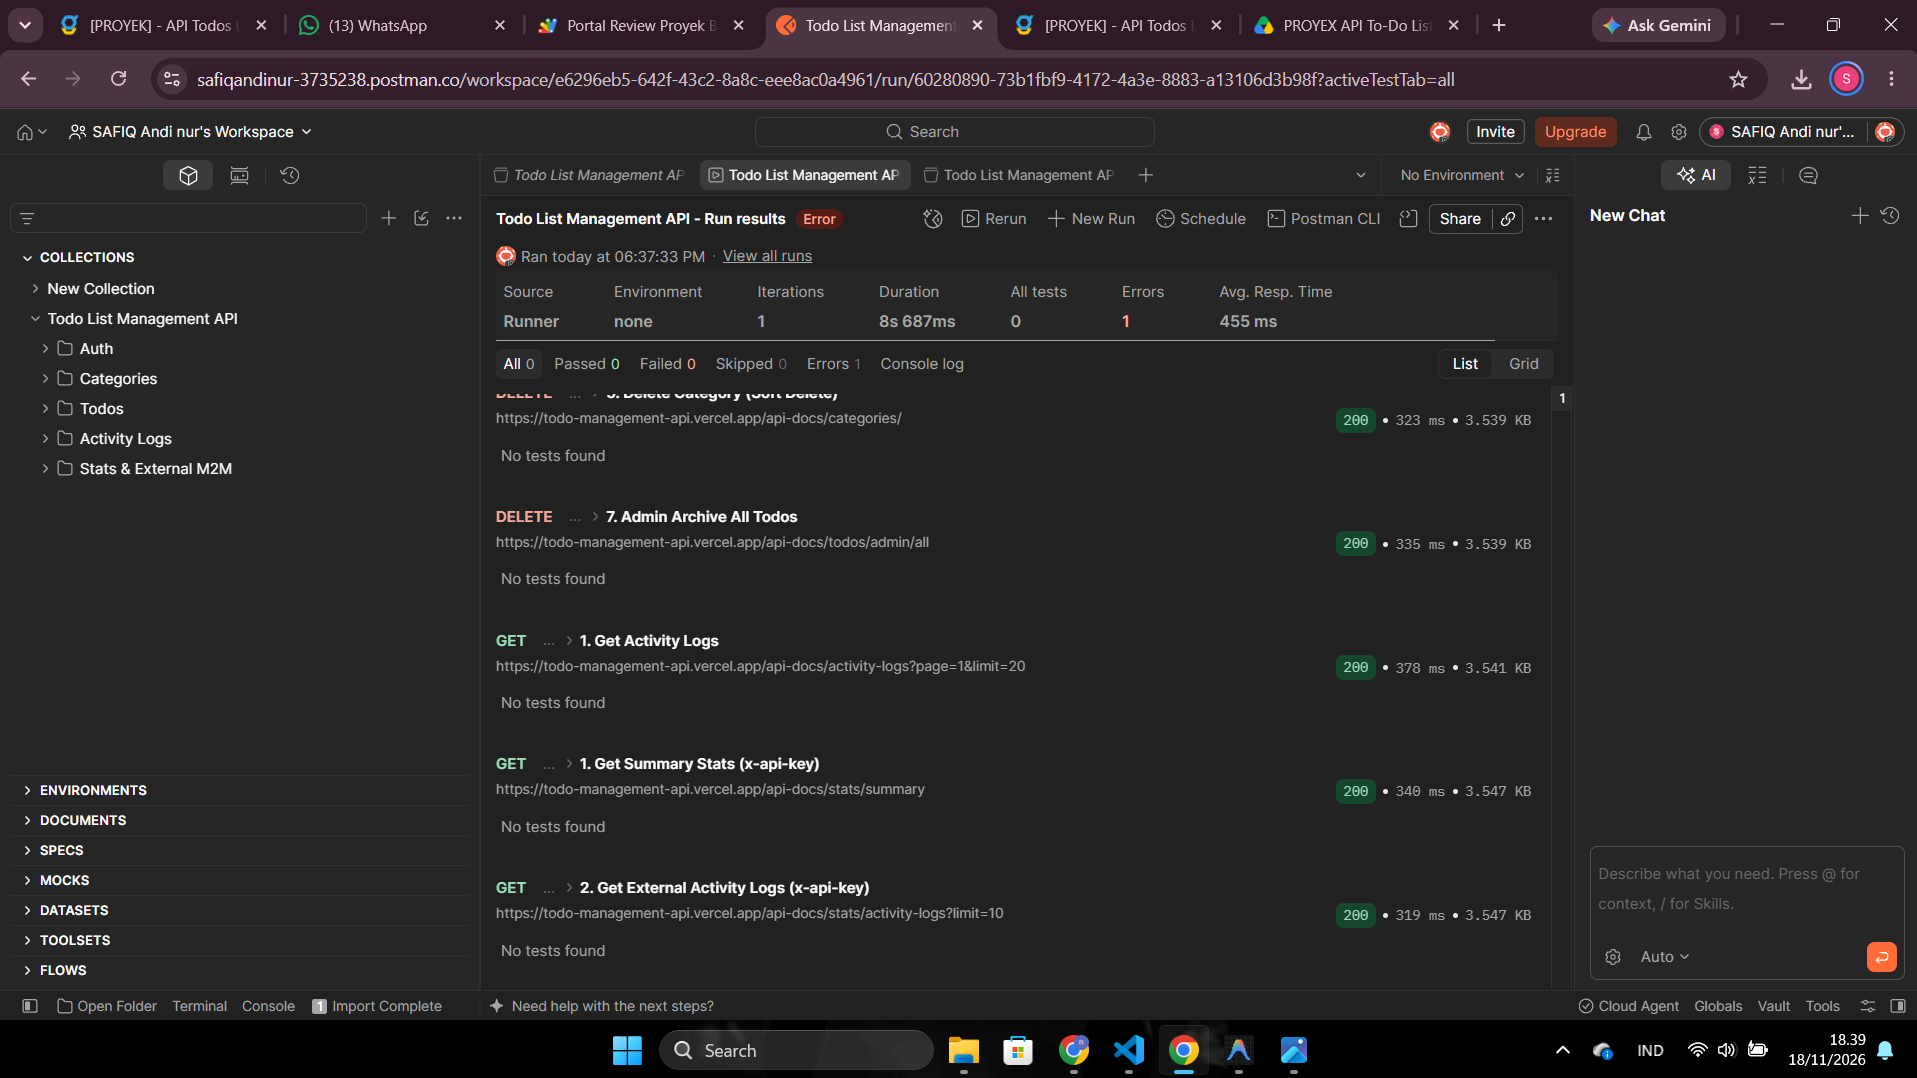 [PROYEK] - API Todos
(13) WhatsApp
Portal Review Proyek B
Todo List Management
[PROYEK] - API Todos
PROYEX API To-Do List
Ask Gemini
safiqandinur-3735238.postman.co/workspace/e6296eb5-642f-43c2-8a8c-eee8ac0a4961/run/60280890-73b1fbf9-4172-4a3e-8883-a13106d3b98f?activeTestTab=all
S
SAFIQ Andi nur's Workspace
Search
Invite
Upgrade
SAFIQ Andi nur'...
Todo List Management AP
Todo List Management AP
Todo List Management AP
No Environment
AI
Todo List Management API - Run results
Error
Rerun
New Run
Schedule
Postman CLI
Share
New Chat
Ran today at 06:37:33 PM · View all runs
Source
Environment
Iterations
Duration
All tests
Errors
Avg. Resp. Time
Runner
none
1
8s 687ms
0
1
455 ms
All 0
Passed 0
Failed 0
Skipped 0
Errors 1
Console log
List
Grid
1
COLLECTIONS
New Collection
Todo List Management API
Auth
Categories
Todos
Activity Logs
Stats & External M2M
ENVIRONMENTS
DOCUMENTS
SPECS
MOCKS
DATASETS
TOOLSETS
FLOWS
DELETE ... > 5. Delete Category (Soft Delete)
https://todo-management-api.vercel.app/api-docs/categories/
200 • 323 ms • 3.539 KB
No tests found
DELETE ... > 7. Admin Archive All Todos
https://todo-management-api.vercel.app/api-docs/todos/admin/all
200 • 335 ms • 3.539 KB
No tests found
GET ... > 1. Get Activity Logs
https://todo-management-api.vercel.app/api-docs/activity-logs?page=1&limit=20
200 • 378 ms • 3.541 KB
No tests found
GET ... > 1. Get Summary Stats (x-api-key)
https://todo-management-api.vercel.app/api-docs/stats/summary
200 • 340 ms • 3.547 KB
No tests found
GET ... > 2. Get External Activity Logs (x-api-key)
https://todo-management-api.vercel.app/api-docs/stats/activity-logs?limit=10
200 • 319 ms • 3.547 KB
No tests found
Describe what you need. Press @ for
context, / for Skills.
Auto
Open Folder
Terminal
Console
1 Import Complete
Need help with the next steps?
Cloud Agent
Globals
Vault
Tools
Search
IND
18.39
18/11/2026